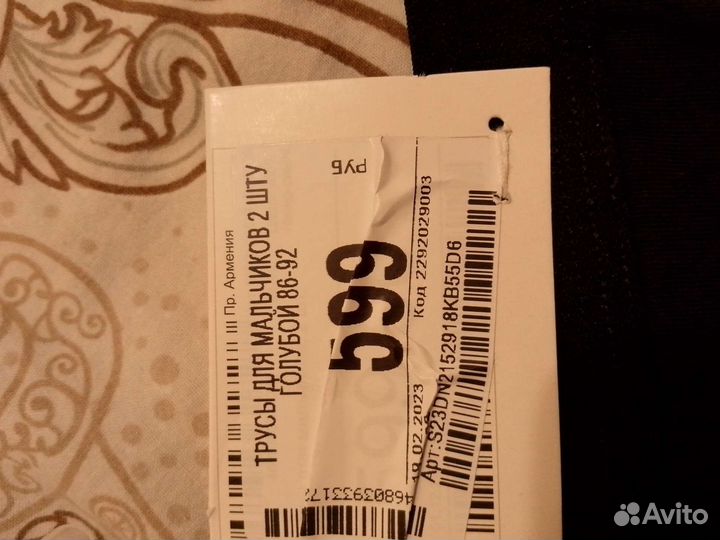 Пр. Армения
ТРУСЫ ДЛЯ МАЛЬЧИКОВ 2 ШТУ
ГОЛУБОЙ 86-92
599
РУБ
Код 2292029003
19.02.2023
Арт:S23DN2152918KB55D6
Avito